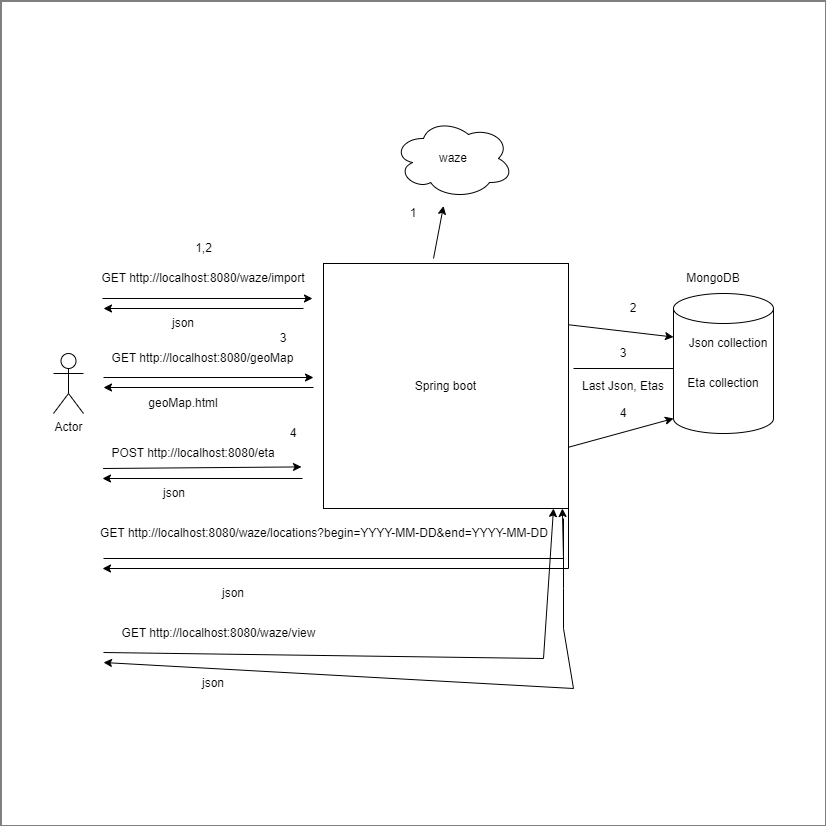 waze
1
1,2
GET http://localhost:8080/waze/import
json
3
GET http://localhost:8080/geoMap
geoMap.html
Actor
4
POST http://localhost:8080/eta
json
Spring boot
MongoDB
2
Json collection
3
Last Json, Etas
Eta collection
4
GET http://localhost:8080/waze/locations?begin=YYYY-MM-DD&end=YYYY-MM-DD
json
GET http://localhost:8080/waze/view
json